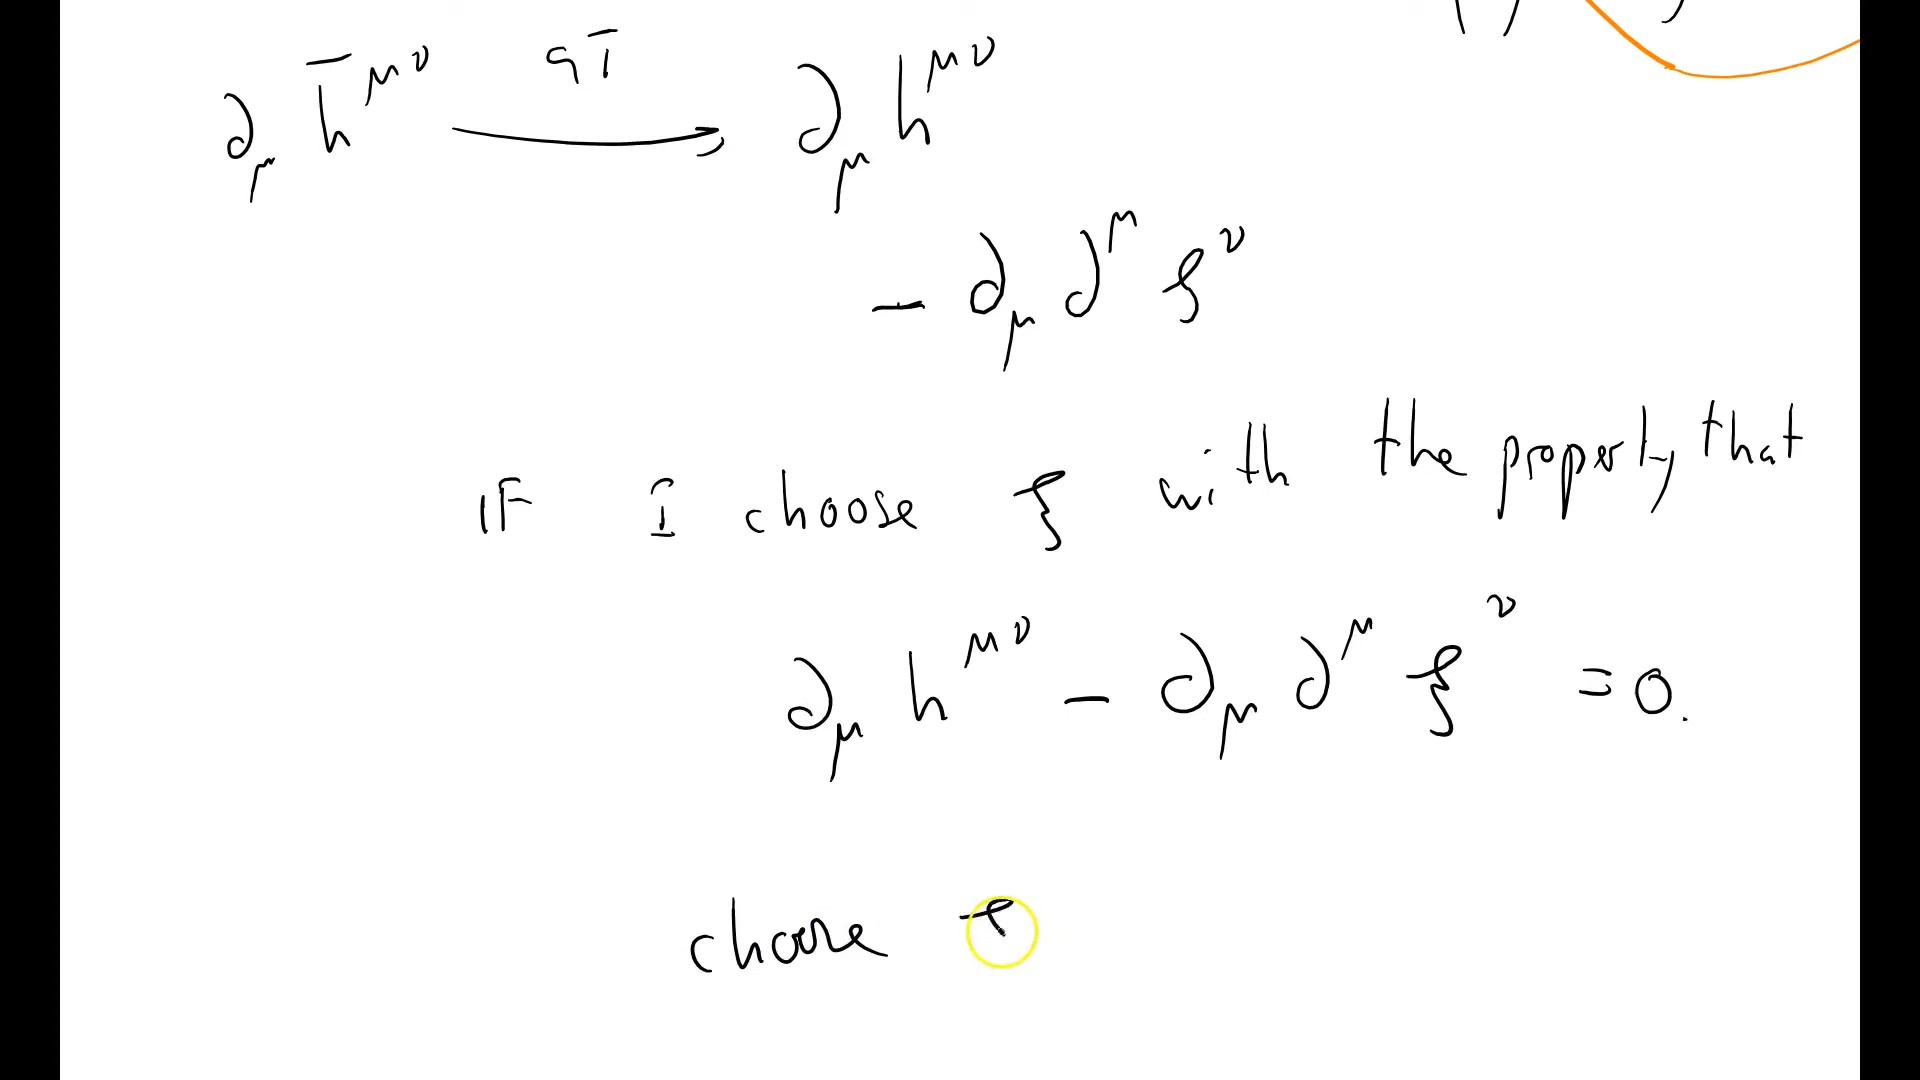 ∂_μ h̄^{μν} ⟶^{GT} ∂_μ h^{μν}
− ∂_μ ∂^μ ξ^ν
IF I choose ξ with the property that
∂_μ h^{μν} − ∂_μ ∂^μ ξ^ν = 0.
choose